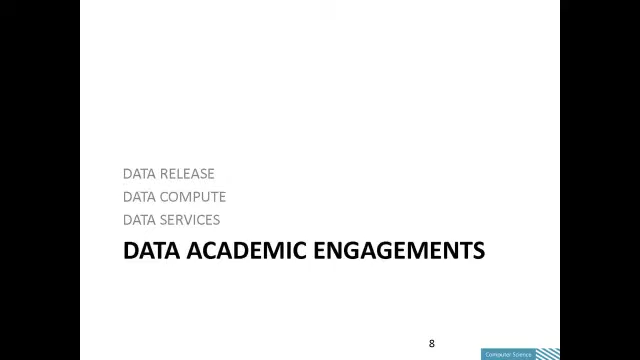 DATA RELEASE
DATA COMPUTE
DATA SERVICES
DATA ACADEMIC ENGAGEMENTS
8
Computer Science